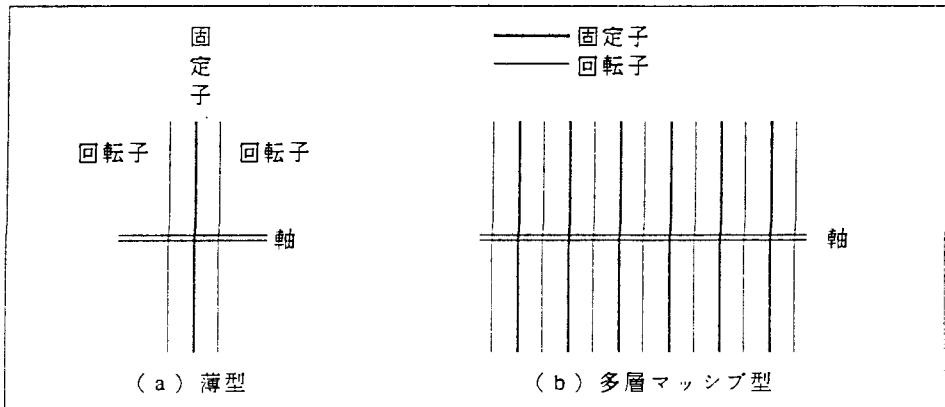 固定子
回転子
回転子
軸
(a)薄型
固定子
回転子
軸
(b)多層マッシブ型